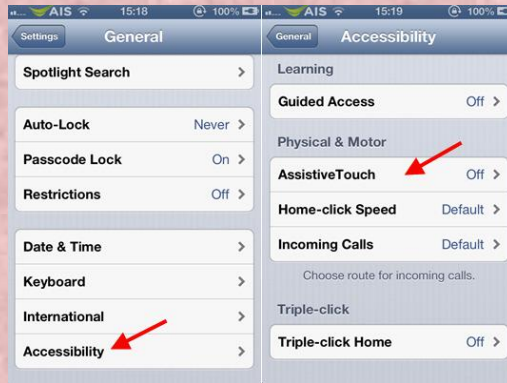 AIS 15:18 100%
Settings General
Spotlight Search
Auto-Lock Never
Passcode Lock On
Restrictions Off
Date & Time
Keyboard
International
Accessibility
AIS 15:19 100%
General Accessibility
Learning
Guided Access Off
Physical & Motor
AssistiveTouch Off
Home-click Speed Default
Incoming Calls Default
Choose route for incoming calls.
Triple-click
Triple-click Home Off